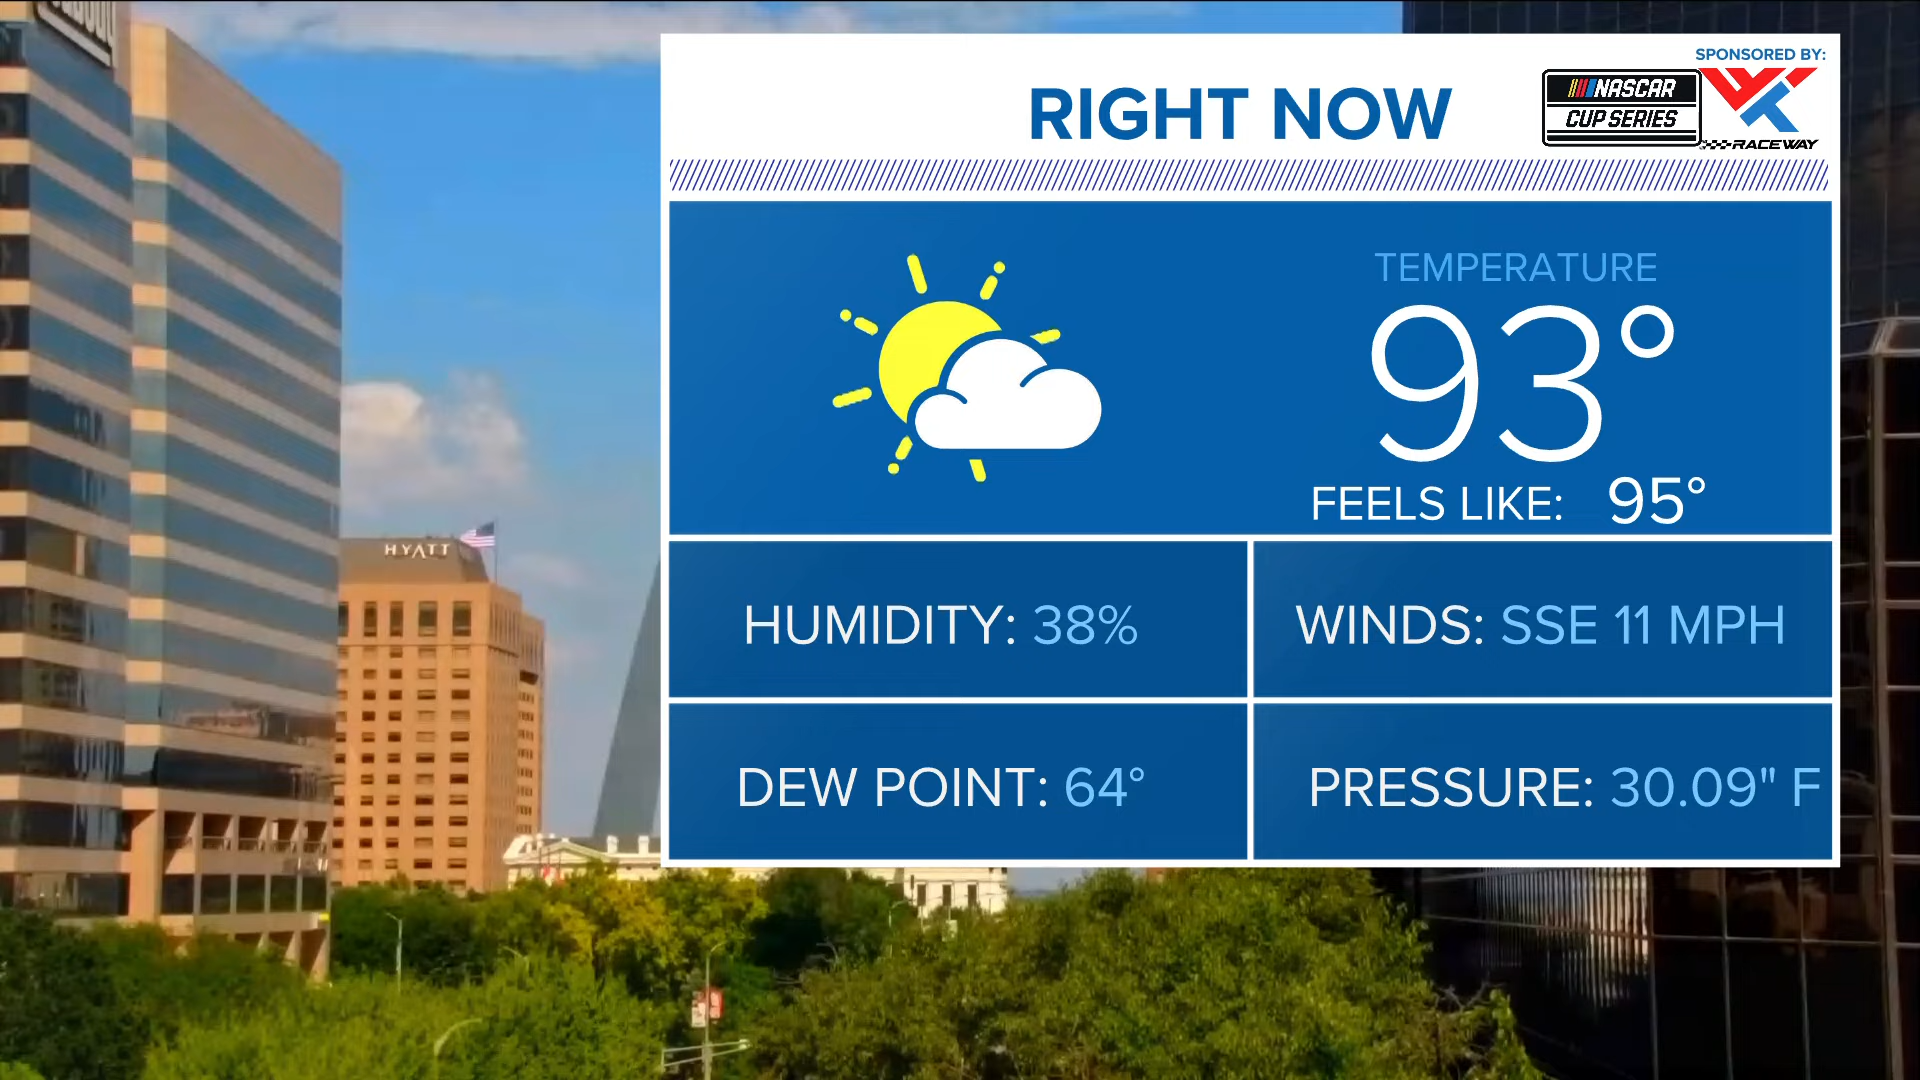 SPONSORED BY:
RIGHT NOW
NASCAR
CUP SERIES
RACEWAY
TEMPERATURE
93°
FEELS LIKE: 95°
HYATT
HUMIDITY: 38%
WINDS: SSE 11 MPH
DEW POINT: 64°
PRESSURE: 30.09" F